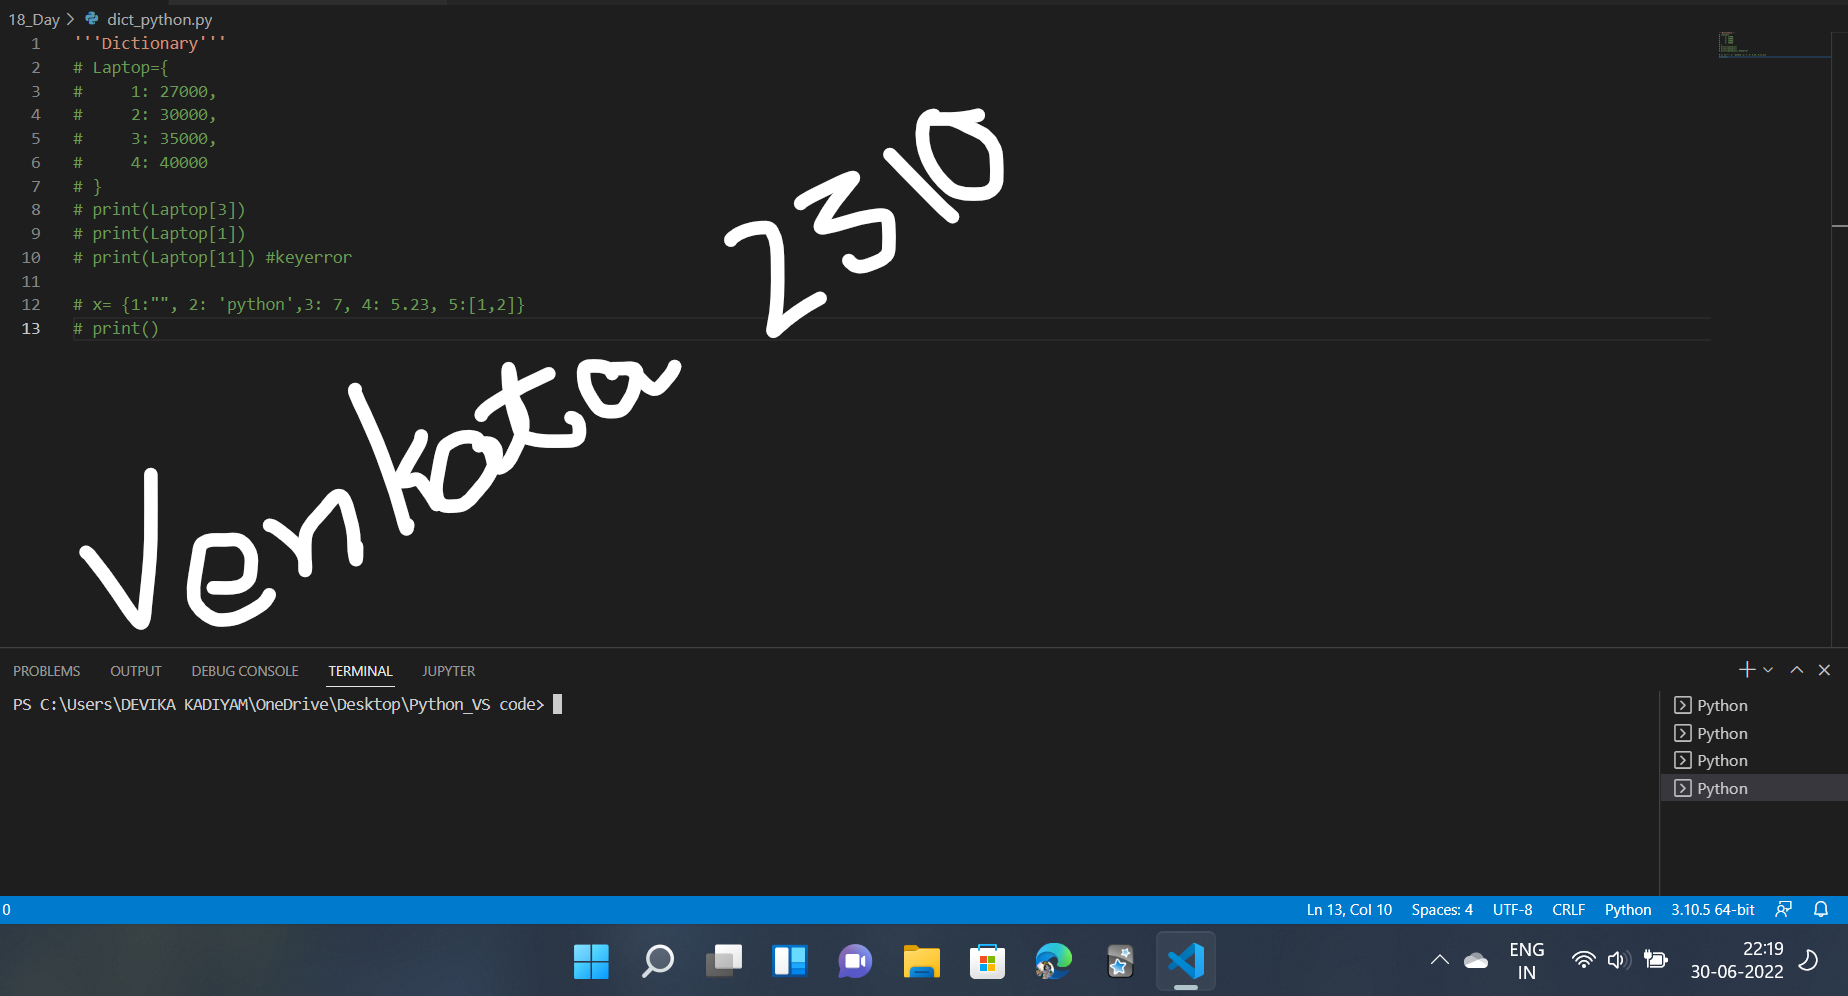 18_Day > dict_python.py
1 '''Dictionary'''
2 # Laptop={
3 #     1: 27000,
4 #     2: 30000,
5 #     3: 35000,
6 #     4: 40000
7 # }
8 # print(Laptop[3])
9 # print(Laptop[1])
10 # print(Laptop[11]) #keyerror
11
12 # x= {1:"", 2: 'python',3: 7, 4: 5.23, 5:[1,2]}
13 # print()
Venkata 2310
PROBLEMS OUTPUT DEBUG CONSOLE TERMINAL JUPYTER
PS C:\Users\DEVIKA KADIYAM\OneDrive\Desktop\Python_VS code>
Python
Python
Python
Python
0 Ln 13, Col 10 Spaces: 4 UTF-8 CRLF Python 3.10.5 64-bit
ENG 22:19
IN 30-06-2022